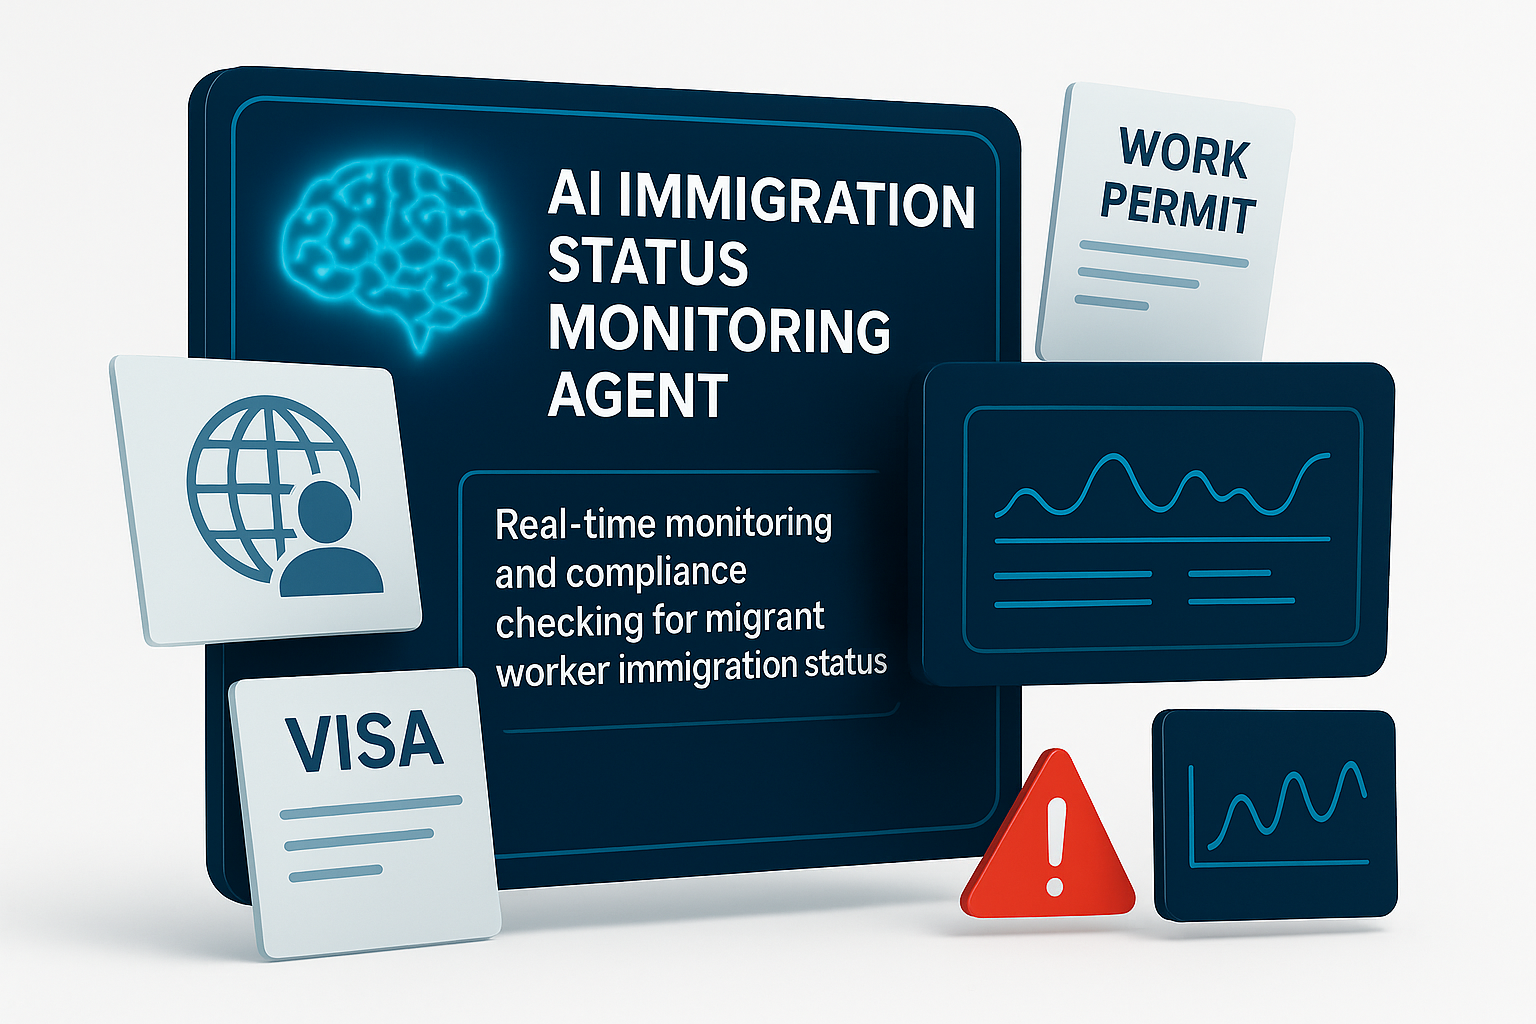 AI IMMIGRATION
STATUS
MONITORING
AGENT
Real-time monitoring
and compliance
checking for migrant
worker immigration status
WORK
PERMIT
VISA
!